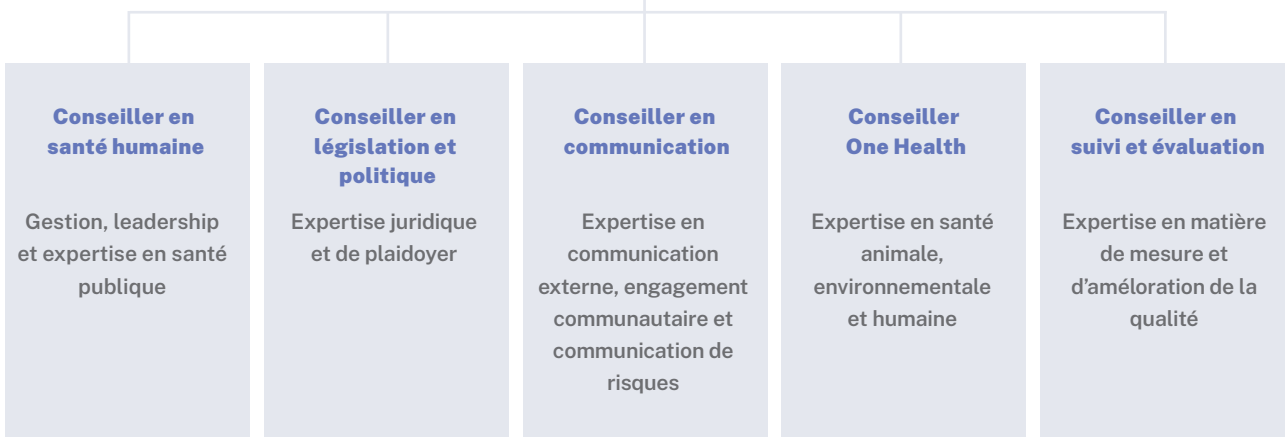 Conseiller en
santé humaine
Gestion, leadership
et expertise en santé
publique
Conseiller en
législation et
politique
Expertise juridique
et de plaidoyer
Conseiller en
communication
Expertise en
communication
externe, engagement
communautaire et
communication de
risques
Conseiller
One Health
Expertise en santé
animale,
environnementale
et humaine
Conseiller en
suivi et évaluation
Expertise en matière
de mesure et
d’améloration de la
qualité